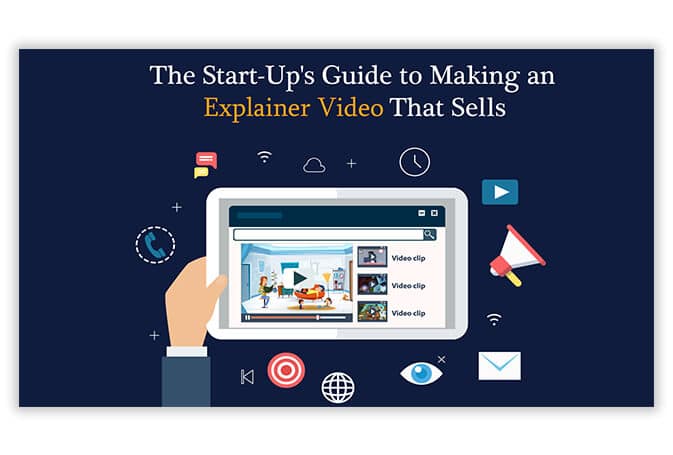 The Start-Up's Guide to Making an
Explainer Video That Sells
Video clip
Video clip
Video clip